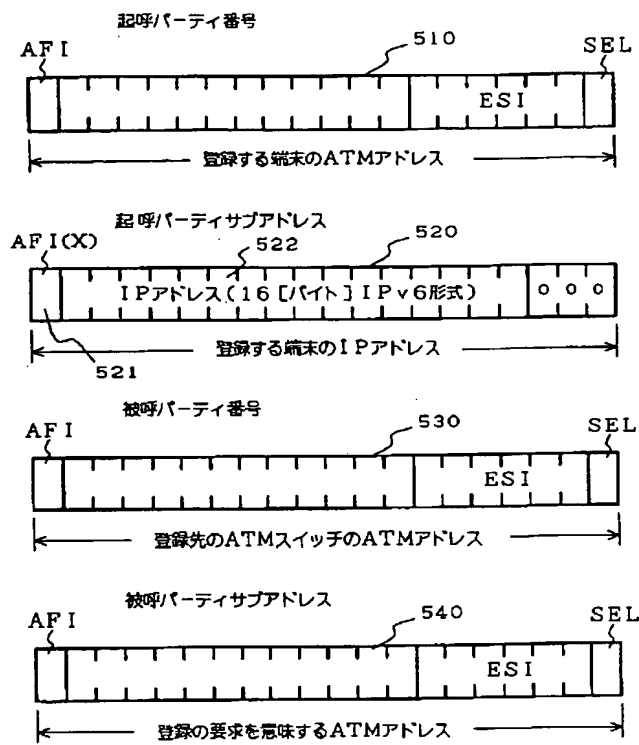 起呼パーティ番号
AFI 510 SEL
ESI
登録する端末のATMアドレス
起呼パーティサブアドレス
AFI(X) 522 520
IPアドレス(16[バイト]IPv6形式) 0 0 0
登録する端末のIPアドレス
521
被呼パーティ番号
AFI 530 SEL
ESI
登録先のATMスイッチのATMアドレス
被呼パーティサブアドレス
AFI 540 SEL
ESI
登録の要求を意味するATMアドレス